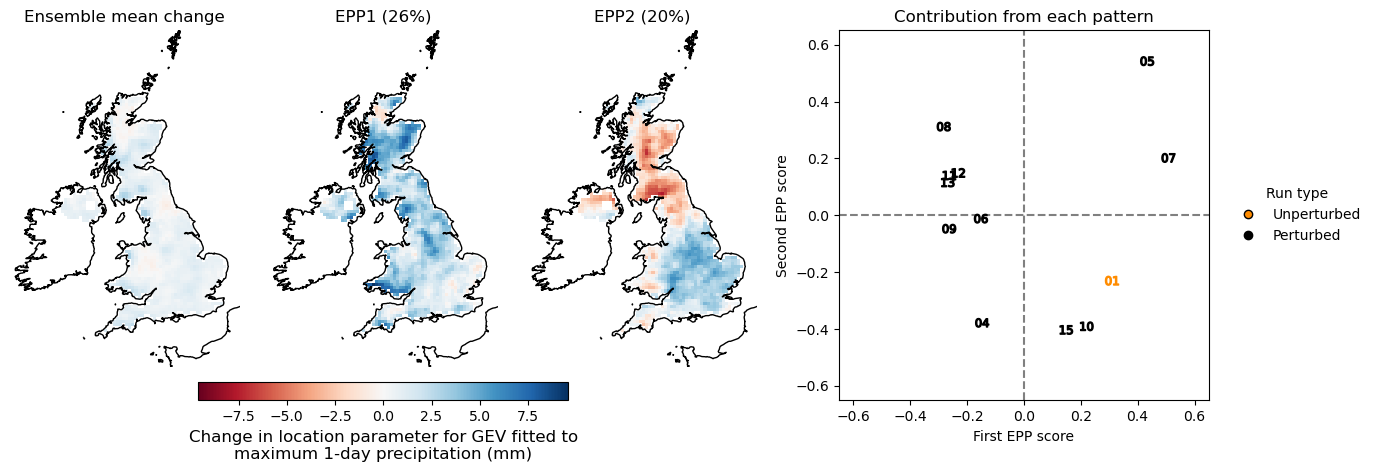 Ensemble mean change
EPP1 (26%)
EPP2 (20%)
Contribution from each pattern
−7.5 −5.0 −2.5 0.0 2.5 5.0 7.5
Change in location parameter for GEV fitted to
maximum 1-day precipitation (mm)
Second EPP score
0.6
0.4
0.2
0.0
−0.2
−0.4
−0.6
05
08
07
12
13
06
09
01
04
15
10
−0.6 −0.4 −0.2 0.0 0.2 0.4 0.6
First EPP score
Run type
Unperturbed
Perturbed